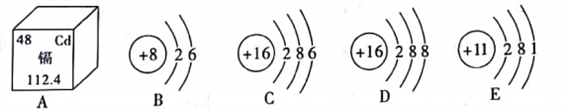 48 Cd
镉
112.4
A
+8 2 6
B
+16 2 8 6
C
+16 2 8 8
D
+11 2 8 1
E